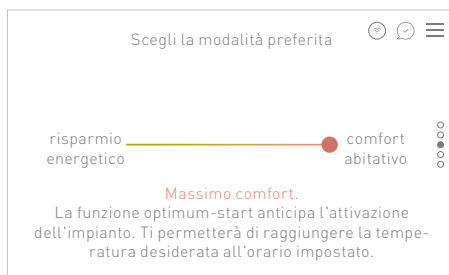 Scegli la modalità preferita
risparmio
energetico
comfort
abitativo
Massimo comfort.
La funzione optimum-start anticipa l'attivazione
dell'impianto. Ti permetterà di raggiungere la tempe-
ratura desiderata all'orario impostato.